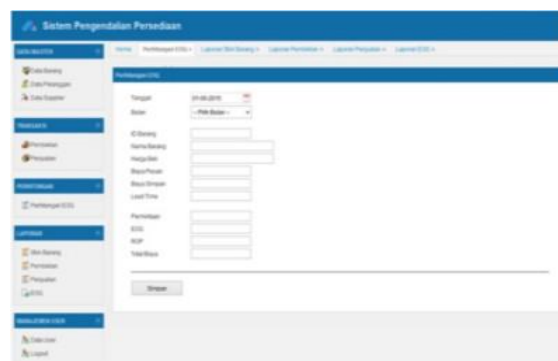 Sistem Pengendalian Persediaan
DATA MASTER
Data Barang
Data Pelanggan
Data Supplier
TRANSAKSI
Pembelian
Penjualan
PERHITUNGAN
Perhitungan EOQ
LAPORAN
Stok Barang
Pembelian
Penjualan
EOQ
MANAJEMEN USER
Data User
Logout
Home Perhitungan EOQ × Laporan Stok Barang × Laporan Pembelian × Laporan Penjualan × Laporan EOQ ×
Perhitungan EOQ
Tanggal
Bulan -- Pilih Bulan --
ID Barang
Nama Barang
Harga Beli
Biaya Pesan
Biaya Simpan
Lead Time
Permintaan
EOQ
ROP
Total Biaya
Simpan